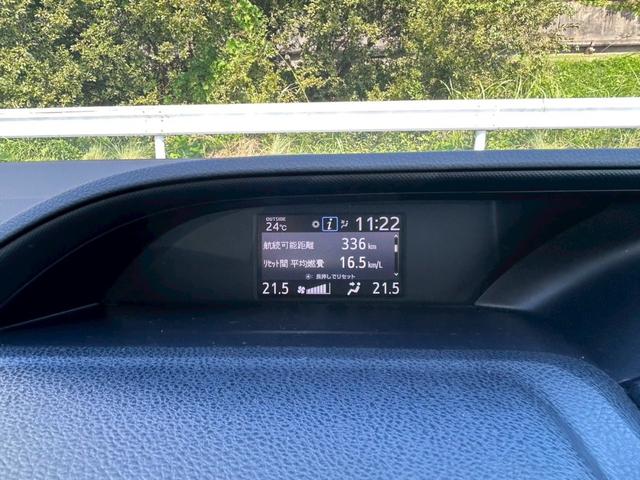 OUTSIDE
24℃ i 11:22
航続可能距離 336 km
リセット間 平均燃費 16.5 km/L
：長押しでリセット
21.5 21.5